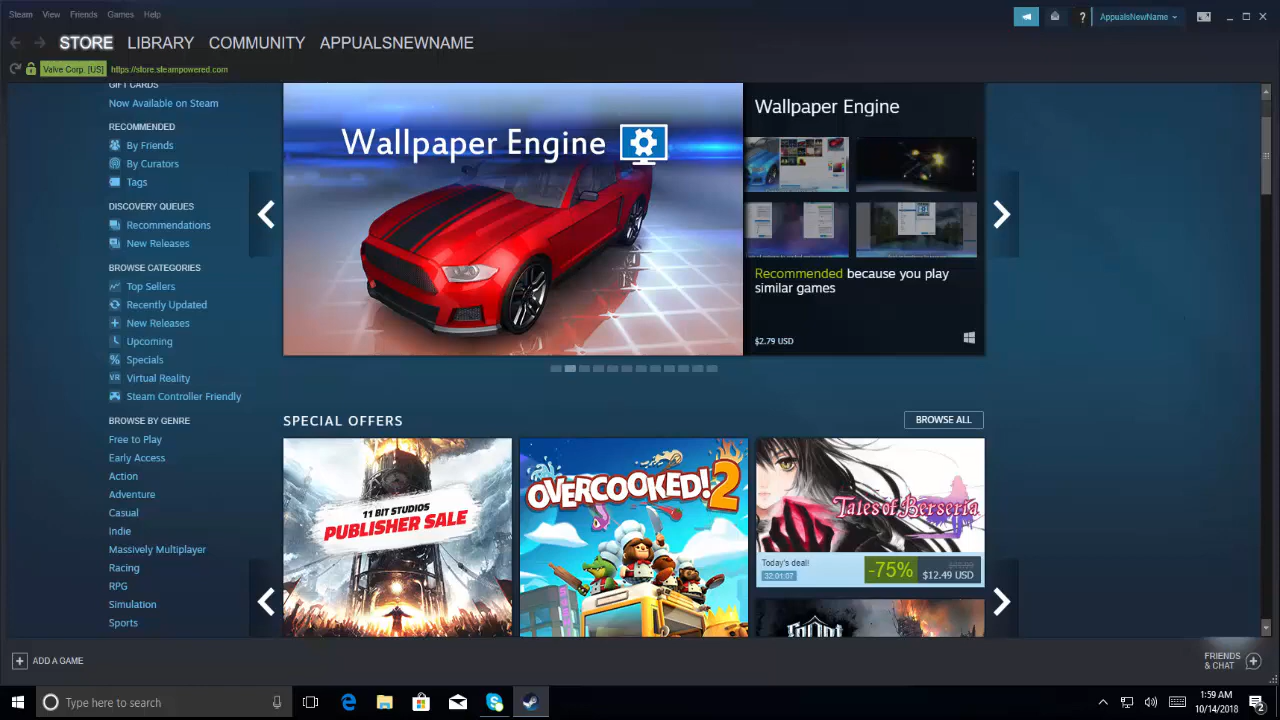 Steam View Friends Games Help
AppualsNewName
STORE LIBRARY COMMUNITY APPUALSNEWNAME
Valve Corp. [US] https://store.steampowered.com
GIFT CARDS
Now Available on Steam
RECOMMENDED
By Friends
By Curators
Tags
DISCOVERY QUEUES
Recommendations
New Releases
BROWSE CATEGORIES
Top Sellers
Recently Updated
New Releases
Upcoming
Specials
VR Virtual Reality
Steam Controller Friendly
BROWSE BY GENRE
Free to Play
Early Access
Action
Adventure
Casual
Indie
Massively Multiplayer
Racing
RPG
Simulation
Sports
Wallpaper Engine
Wallpaper Engine
Recommended because you play
similar games
$2.79 USD
SPECIAL OFFERS
BROWSE ALL
11 BIT STUDIOS
PUBLISHER SALE
OVERCOOKED! 2
Tales of Berseria
Today's deal!
32:01:07
-75%
$12.49 USD
ADD A GAME
FRIENDS
& CHAT
Type here to search
1:59 AM
10/14/2018
2